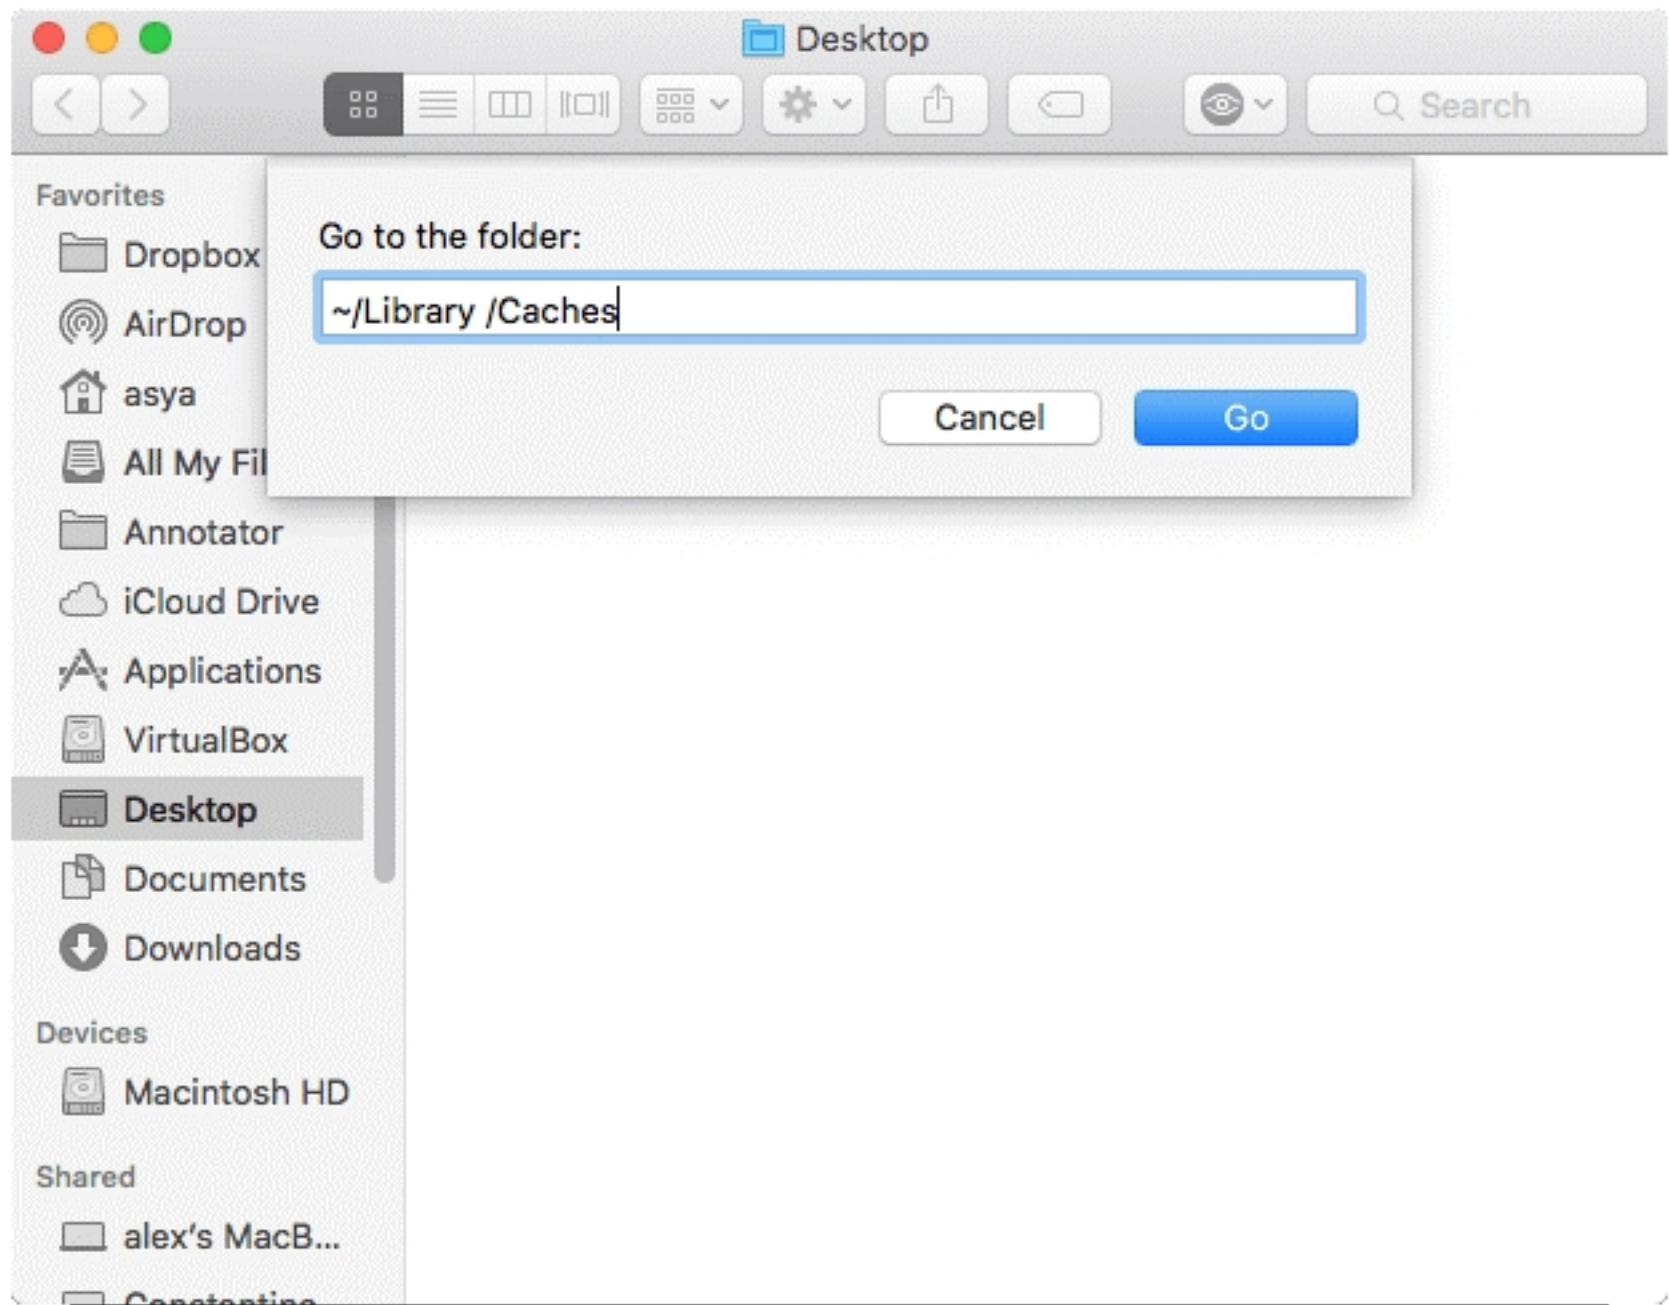 Desktop
Search
Favorites
Dropbox
AirDrop
asya
All My Fil
Annotator
iCloud Drive
Applications
VirtualBox
Desktop
Documents
Downloads
Devices
Macintosh HD
Shared
alex's MacB...
Go to the folder:
~/Library /Caches
Cancel
Go